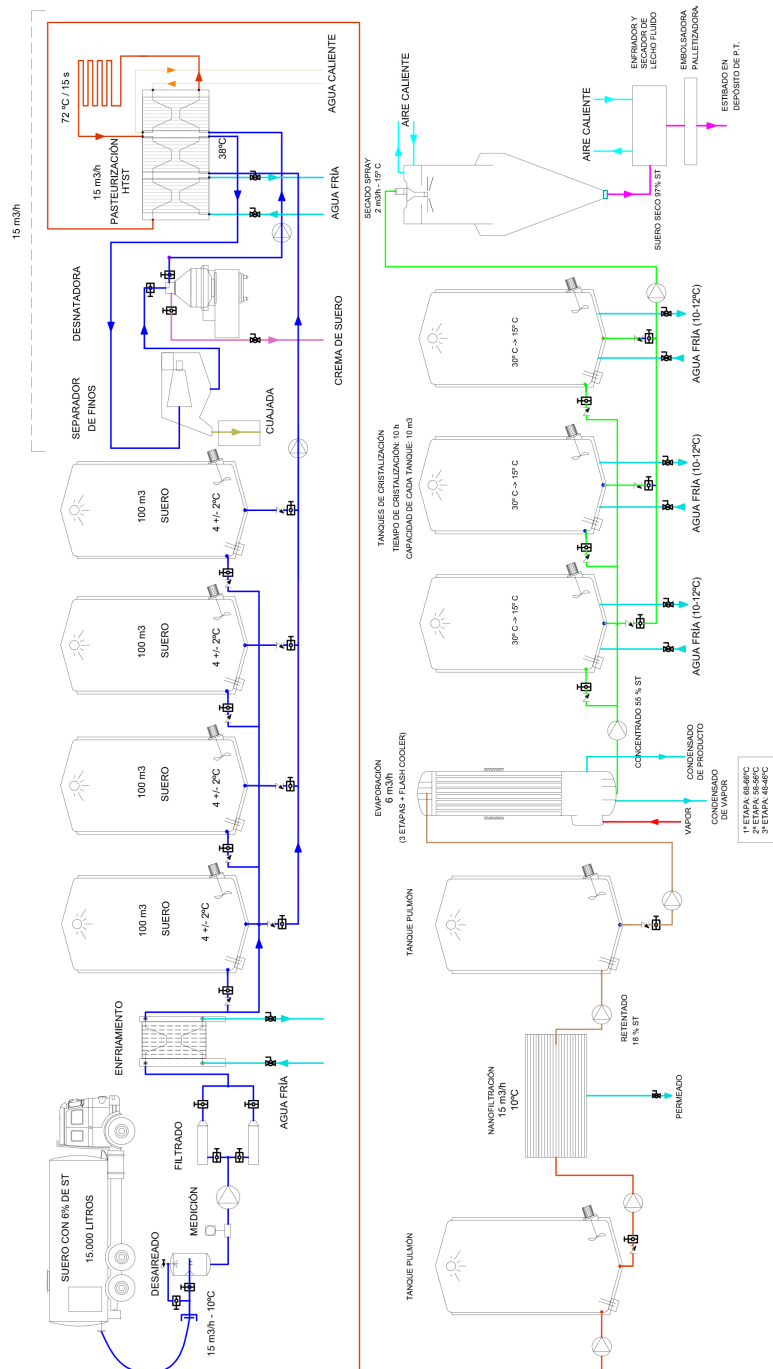 SUERO CON 6% DE ST
15.000 LITROS
15 m3/h - 10ºC
DESAIREADO
MEDICIÓN
FILTRADO
ENFRIAMIENTO
AGUA FRÍA
100 m3
SUERO
4 +/- 2ºC
100 m3
SUERO
4 +/- 2ºC
100 m3
SUERO
4 +/- 2ºC
100 m3
SUERO
4 +/- 2ºC
15 m3/h
SEPARADOR
DE FINOS
CUAJADA
DESNATADORA
CREMA DE SUERO
15 m3/h
PASTEURIZACIÓN
HTST
72 ºC / 15 s
38ºC
AGUA FRÍA
AGUA CALIENTE
TANQUE PULMÓN
NANOFILTRACIÓN
15 m3/h
10ºC
PERMEADO
RETENTADO
18 % ST
TANQUE PULMÓN
EVAPORACIÓN
6 m3/h
(3 ETAPAS + FLASH COOLER)
VAPOR
CONDENSADO
DE VAPOR
CONDENSADO
DE PRODUCTO
1ª ETAPA: 68-66ºC
2ª ETAPA: 58-56ºC
3ª ETAPA: 48-46ºC
CONCENTRADO 55 % ST
TANQUES DE CRISTALIZACIÓN
TIEMPO DE CRISTALIZACIÓN: 10 h
CAPACIDAD DE CADA TANQUE: 10 m3
30º C -> 15º C
AGUA FRÍA (10-12ºC)
30º C -> 15º C
AGUA FRÍA (10-12ºC)
30º C -> 15º C
AGUA FRÍA (10-12ºC)
SECADO SPRAY
2 m3/h - 15º C
AIRE CALIENTE
SUERO SECO 97% ST
AIRE CALIENTE
ENFRIADOR Y
SECADOR DE
LECHO FLUIDO
EMBOLSADORA
PALLETIZADORA
ESTIBADO EN
DEPÓSITO DE P.T.